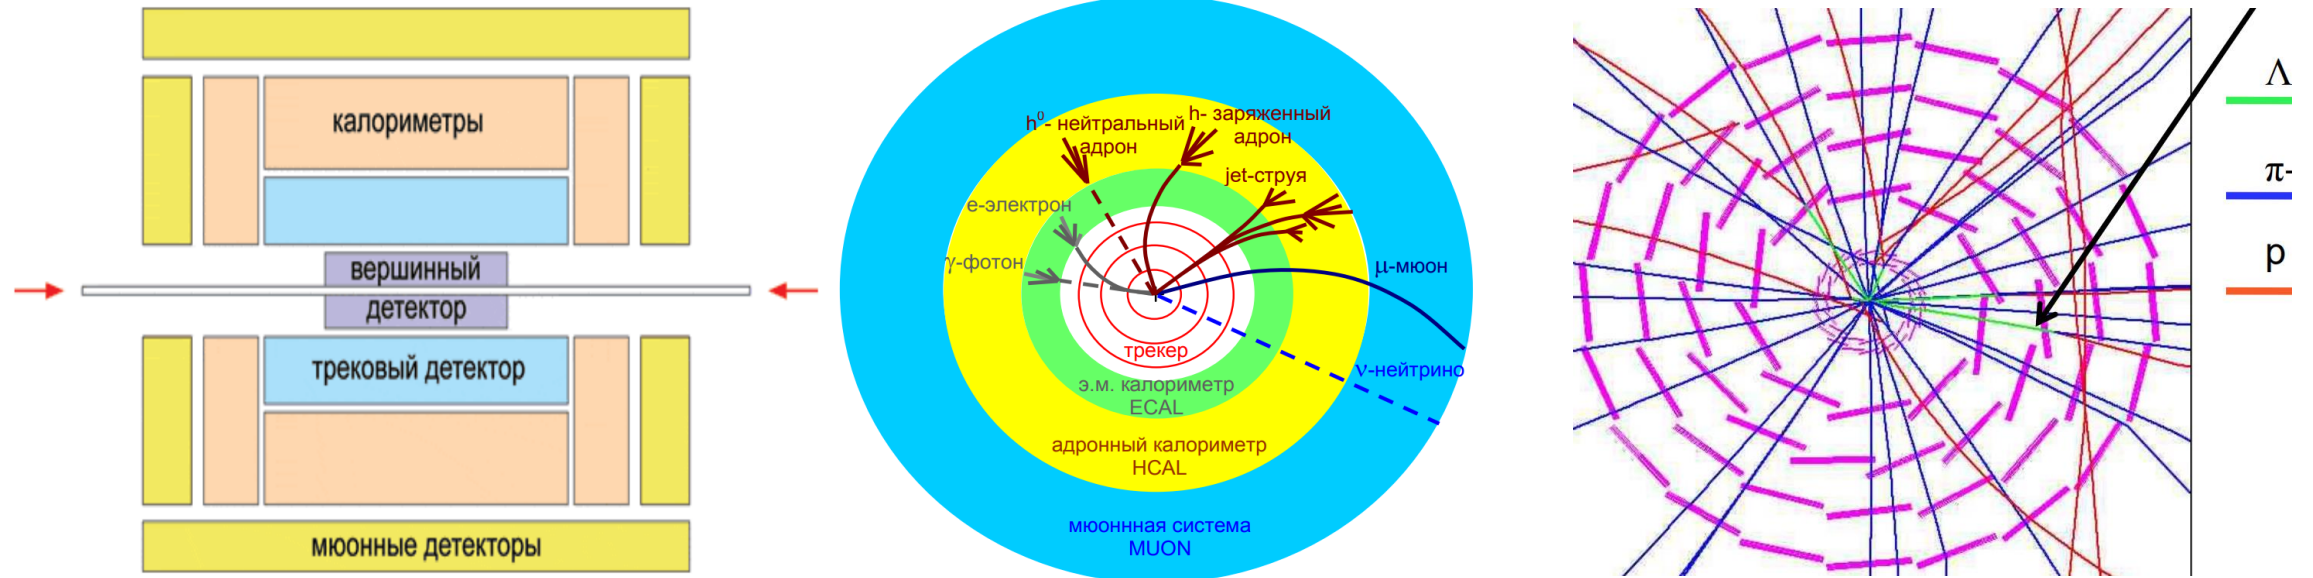 калориметры
вершинный
детектор
трековый детектор
мюонные детекторы
h⁰- нейтральный
адрон
h- заряженный
адрон
jet-струя
e-электрон
γ-фотон
μ-мюон
трекер
ν-нейтрино
э.м. калориметр
ECAL
адронный калориметр
HCAL
мюоннная система
MUON
Λ
π-
p